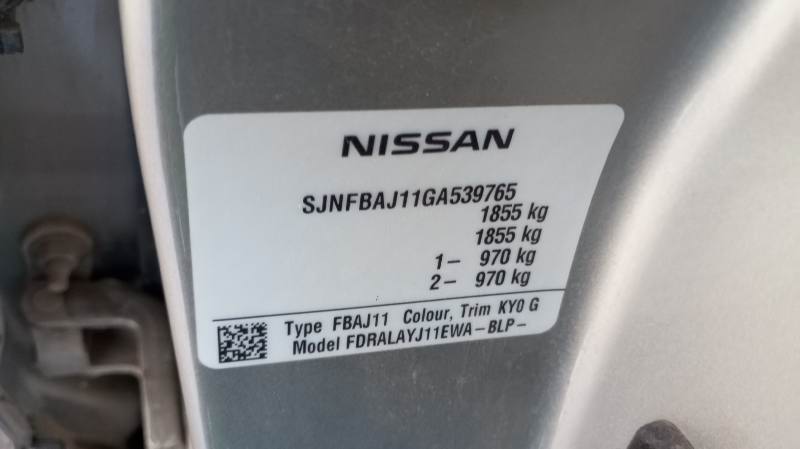 NISSAN
SJNFBAJ11GA539765
1855 kg
1855 kg
1– 970 kg
2– 970 kg
Type FBAJ11 Colour, Trim KY0 G
Model FDRALAYJ11EWA–BLP–